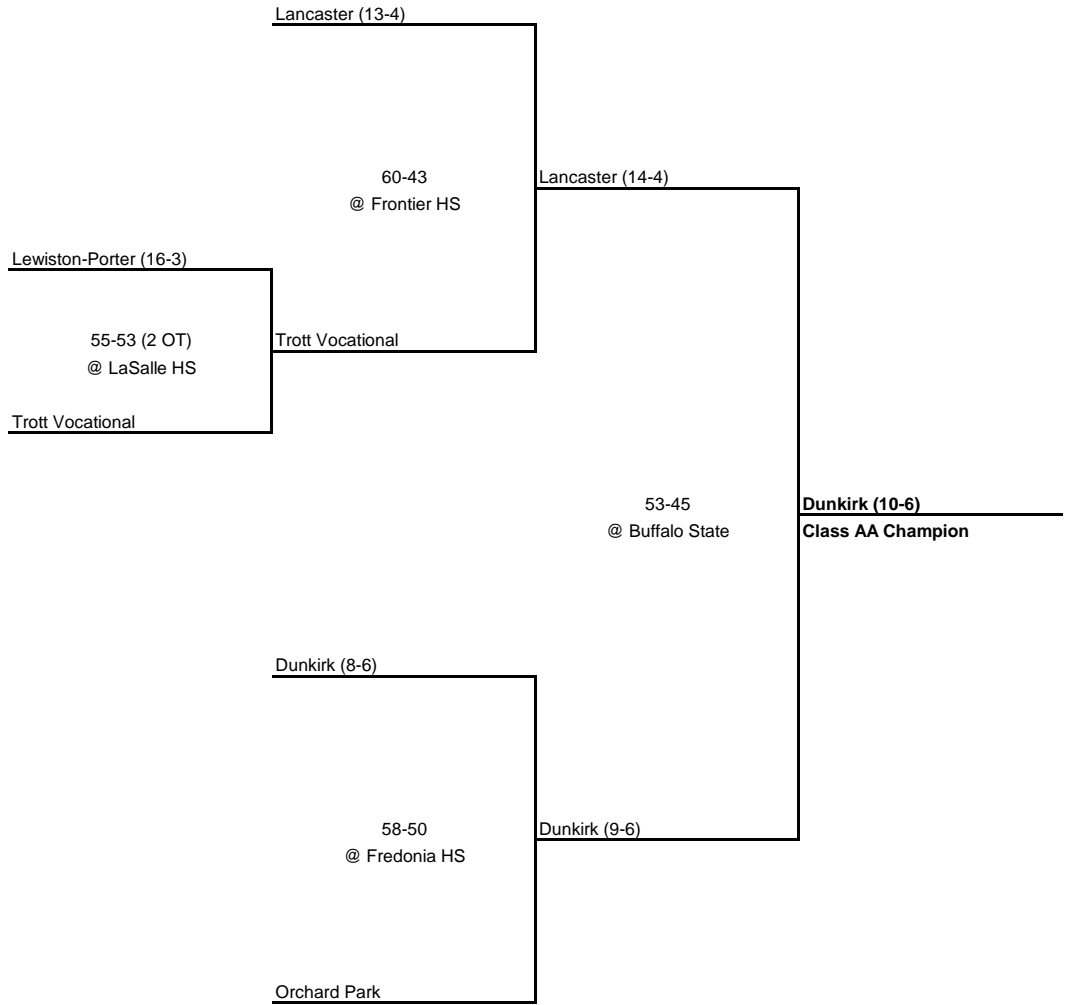 Lancaster (13-4)
60-43
@ Frontier HS
Lancaster (14-4)
Lewiston-Porter (16-3)
55-53 (2 OT)
@ LaSalle HS
Trott Vocational
Trott Vocational
53-45
@ Buffalo State
Dunkirk (10-6)
Class AA Champion
Dunkirk (8-6)
58-50
@ Fredonia HS
Dunkirk (9-6)
Orchard Park